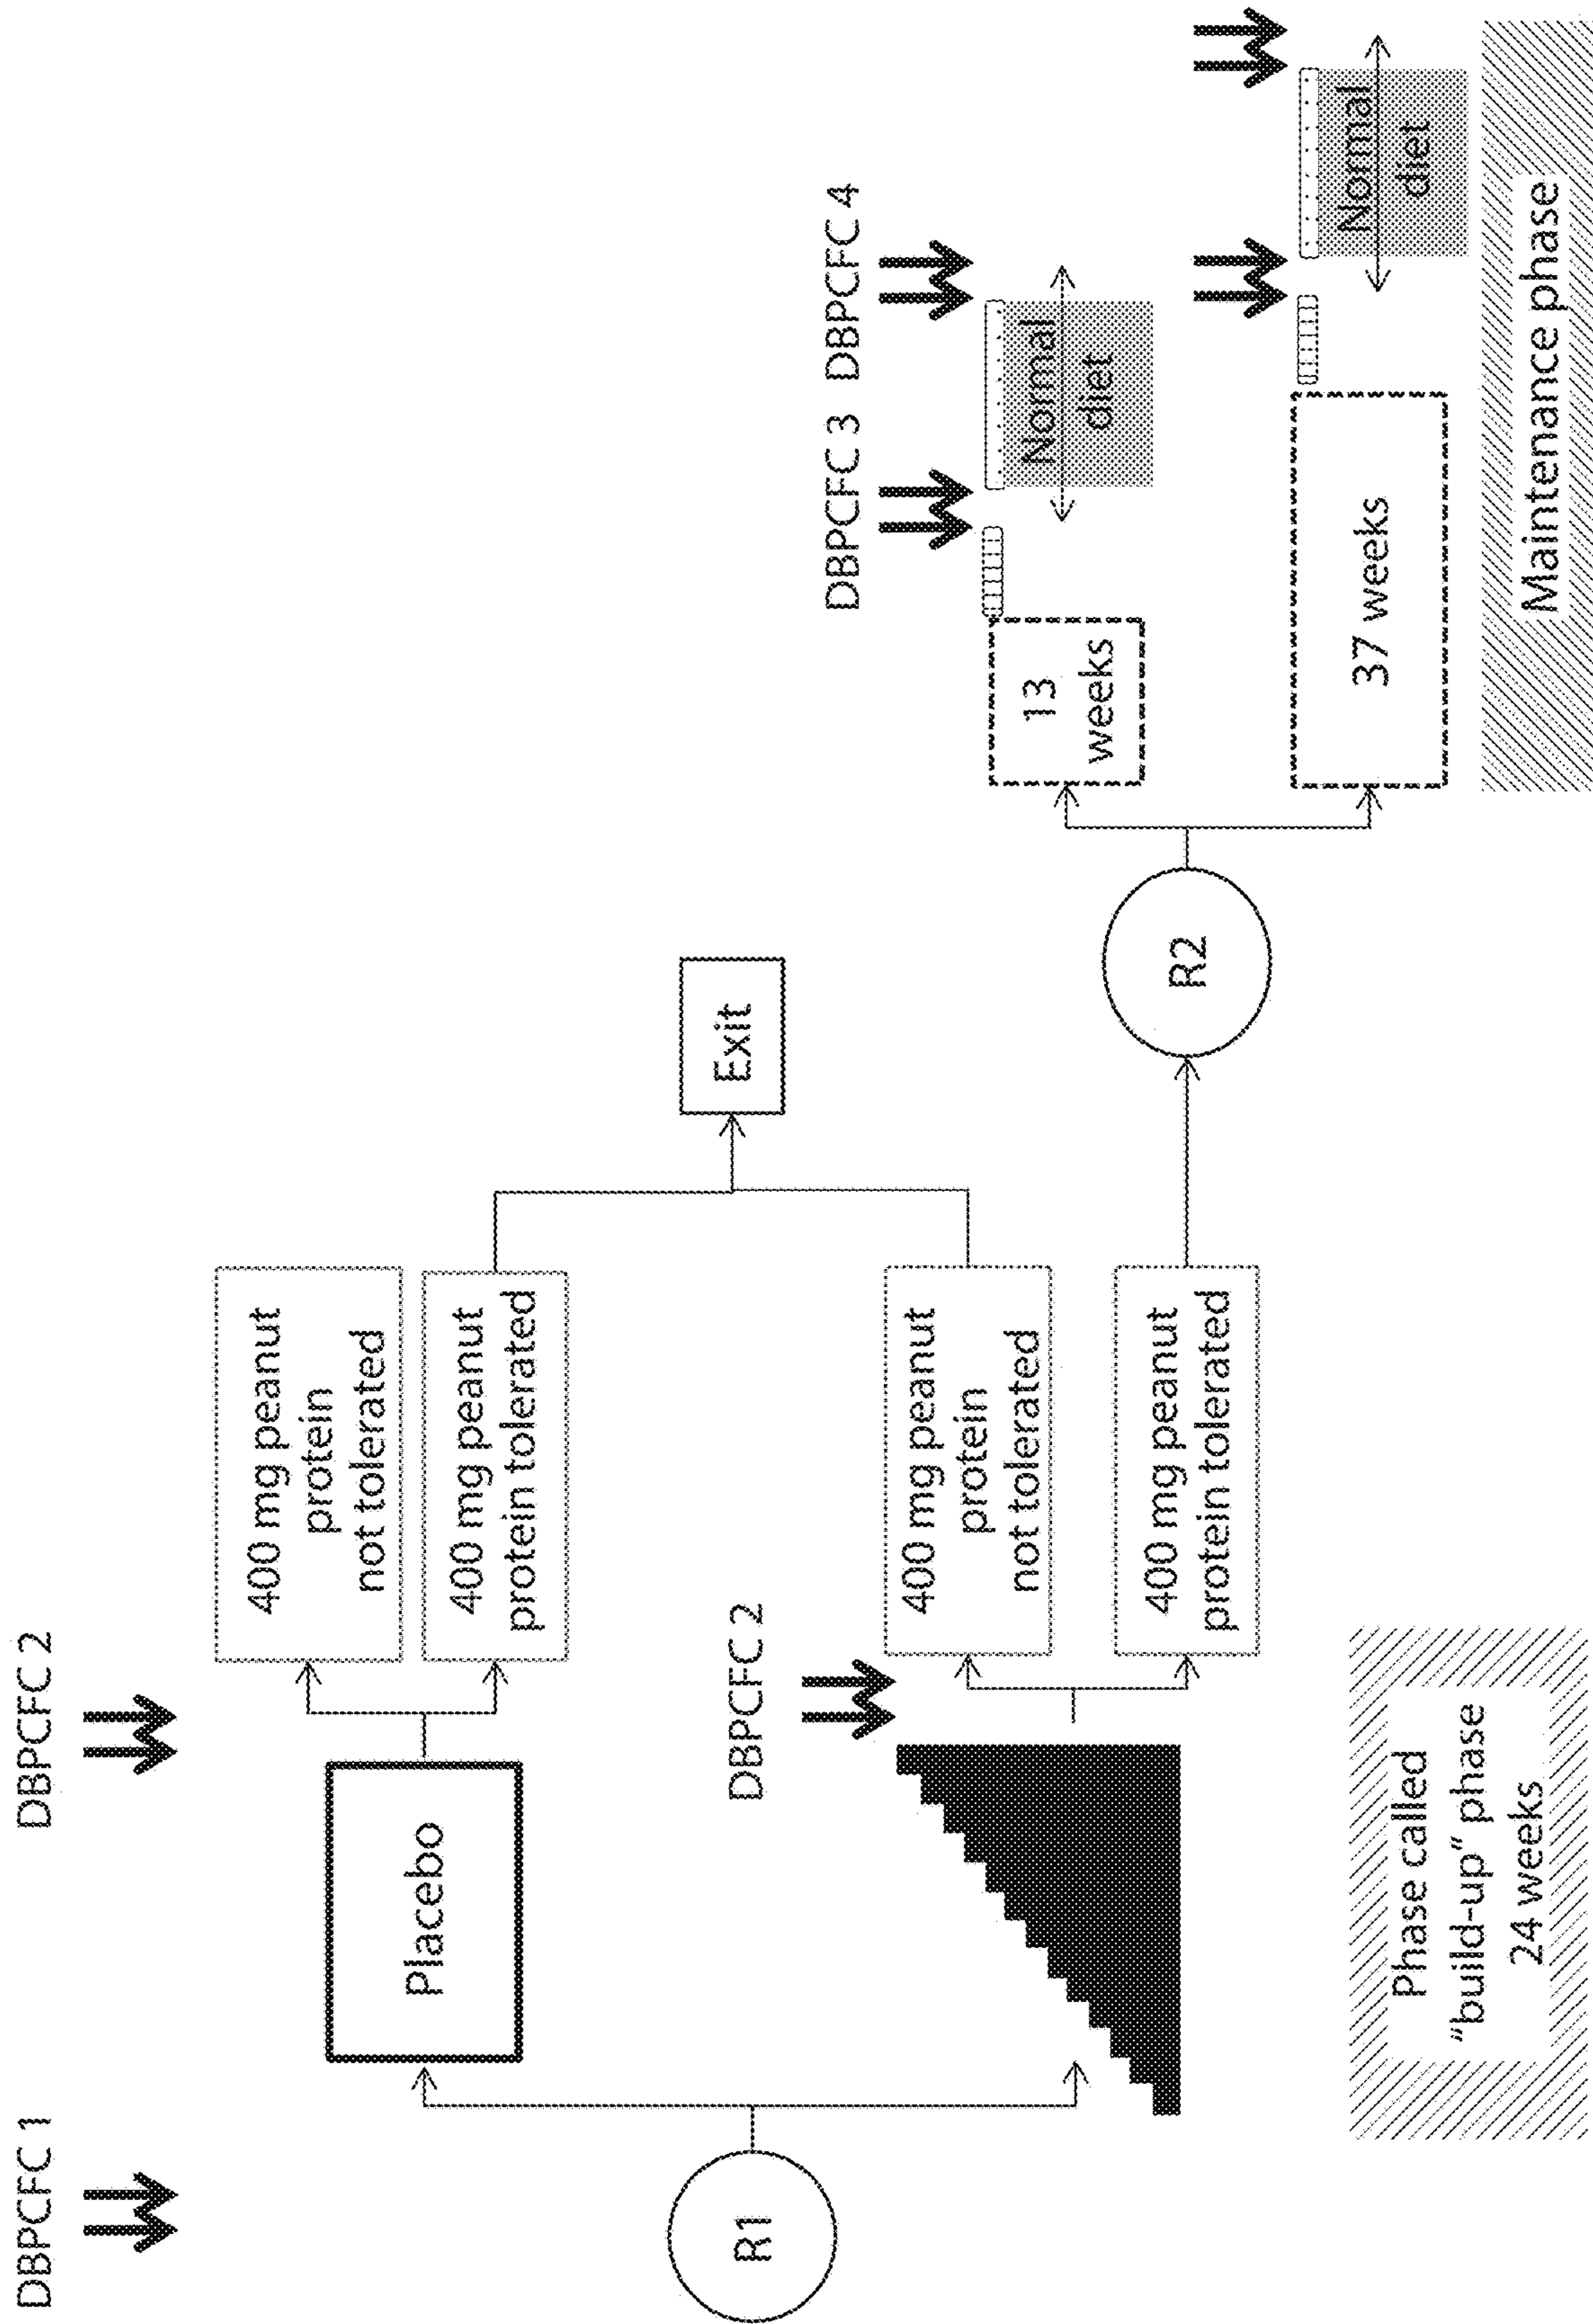 DBPCFC 1
DBPCFC 2
Placebo
400 mg peanut
protein
not tolerated
400 mg peanut
protein tolerated
Exit
R1
DBPCFC 2
400 mg peanut
protein
not tolerated
400 mg peanut
protein tolerated
R2
DBPCFC 3
DBPCFC 4
13
weeks
Normal
diet
37 weeks
Normal
diet
Phase called
"build-up" phase
24 weeks
Maintenance phase